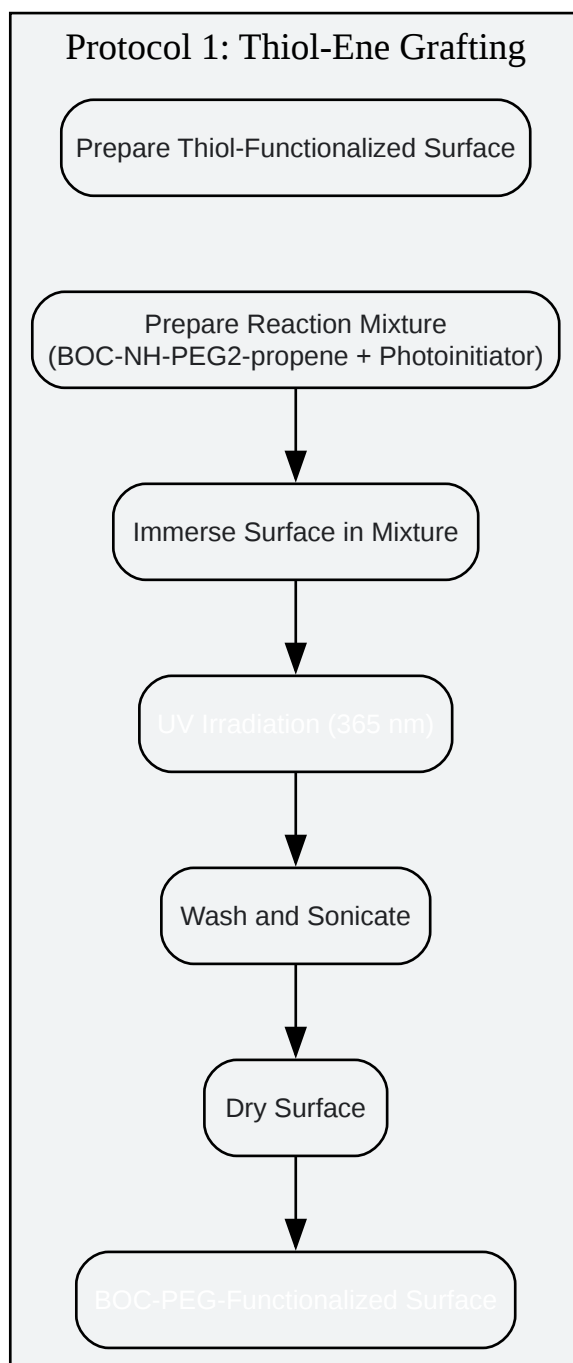 Protocol 1: Thiol-Ene Grafting
Prepare Thiol-Functionalized Surface
Prepare Reaction Mixture
(BOC-NH-PEG2-propene + Photoinitiator)
Immerse Surface in Mixture
UV Irradiation (365 nm)
Wash and Sonicate
Dry Surface
BOC-PEG-Functionalized Surface